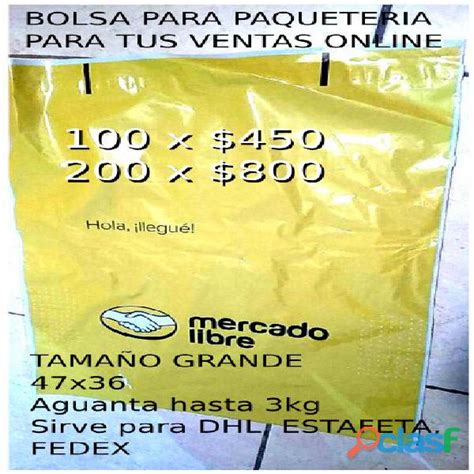 BOLSA PARA PAQUETERIA
PARA TUS VENTAS ONLINE
100 x $450
200 x $800
Hola, ¡llegué!
mercado
libre
TAMAÑO GRANDE
47x36
Aguanta hasta 3kg
Sirve para DHL, ESTAFETA.
FEDEX
clasf